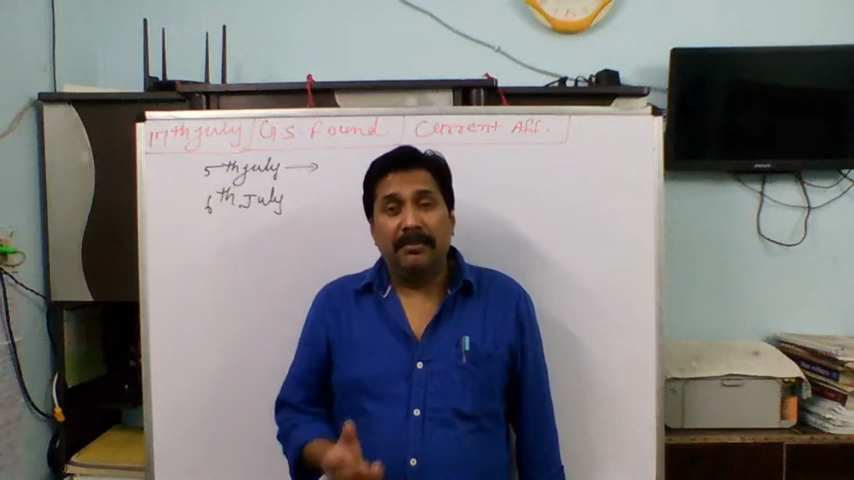 17th July | G.S. Found | Current Aff.
5th July →
6th July